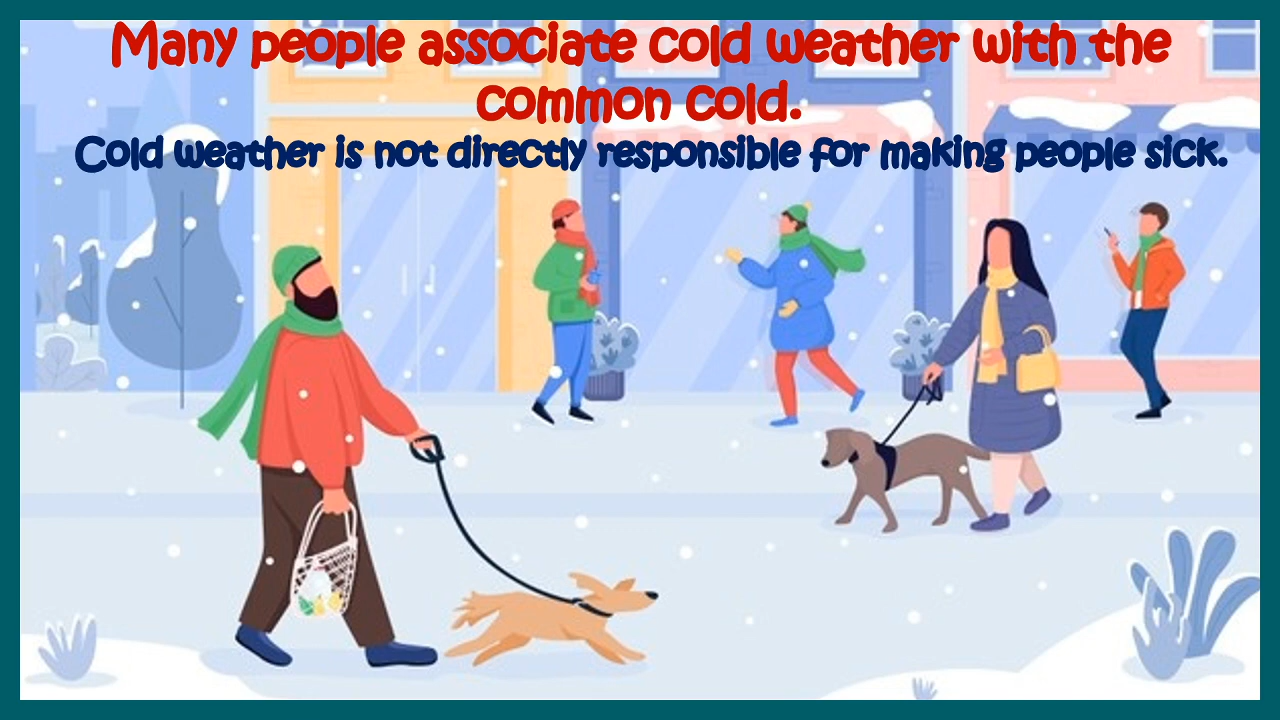 Many people associate cold weather with the
common cold.
Cold weather is not directly responsible for making people sick.